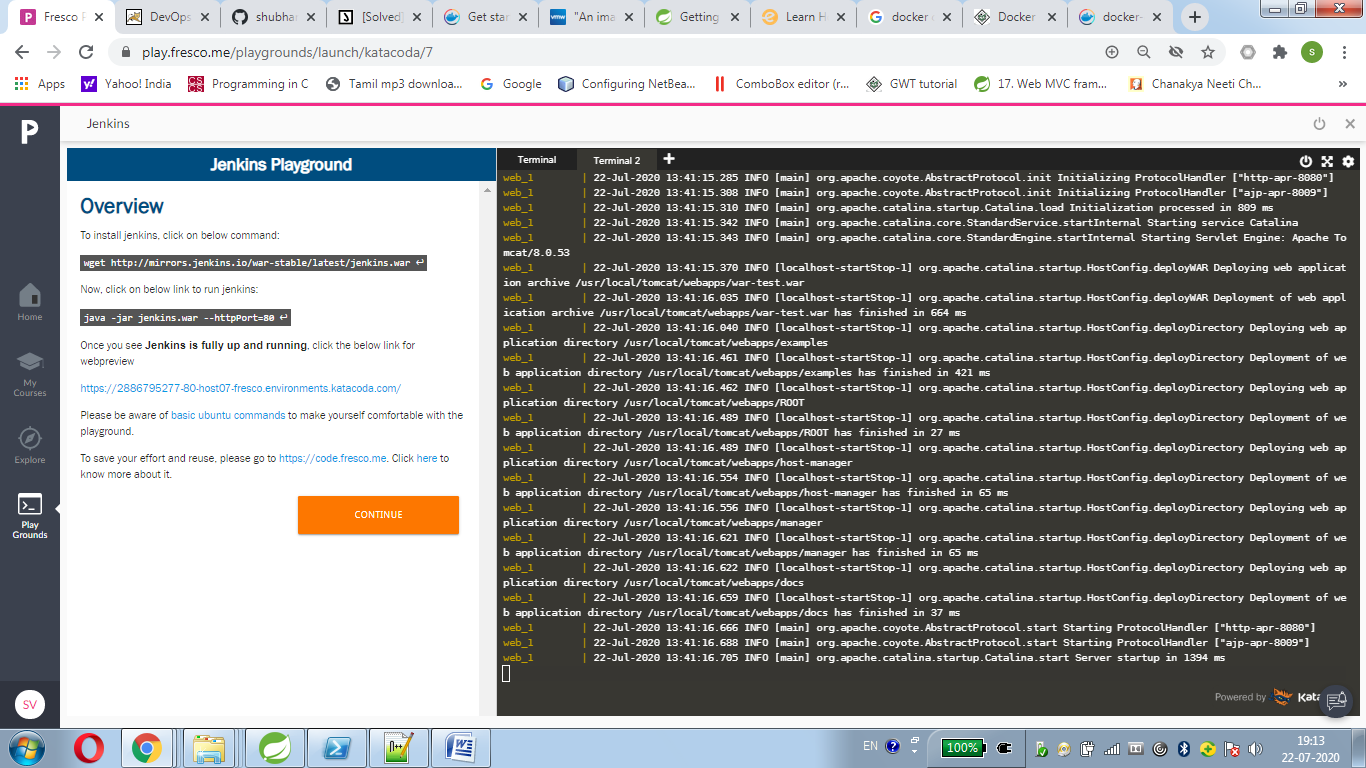 Fresco P
DevOps
shubhar
[Solved]
Get star
vmw
"An ima
Getting
Learn H
docker
Docker
docker-
play.fresco.me/playgrounds/launch/katacoda/7
S
Apps
Yahoo! India
Programming in C
Tamil mp3 downloa...
Google
Configuring NetBea...
ComboBox editor (r...
GWT tutorial
17. Web MVC fram...
Chanakya Neeti Ch...
»
P
Jenkins
Home
My
Courses
Explore
Play
Grounds
SV
Jenkins Playground
Overview
To install jenkins, click on below command:
wget http://mirrors.jenkins.io/war-stable/latest/jenkins.war ↩
Now, click on below link to run jenkins:
java -jar jenkins.war --httpPort=80 ↩
Once you see Jenkins is fully up and running, click the below link for
webpreview
https://2886795277-80-host07-fresco.environments.katacoda.com/
Please be aware of basic ubuntu commands to make yourself comfortable with the
playground.
To save your effort and reuse, please go to https://code.fresco.me. Click here to
know more about it.
CONTINUE
Terminal
Terminal 2
+
web_1 | 22-Jul-2020 13:41:15.285 INFO [main] org.apache.coyote.AbstractProtocol.init Initializing ProtocolHandler ["http-apr-8080"]
web_1 | 22-Jul-2020 13:41:15.308 INFO [main] org.apache.coyote.AbstractProtocol.init Initializing ProtocolHandler ["ajp-apr-8009"]
web_1 | 22-Jul-2020 13:41:15.310 INFO [main] org.apache.catalina.startup.Catalina.load Initialization processed in 809 ms
web_1 | 22-Jul-2020 13:41:15.342 INFO [main] org.apache.catalina.core.StandardService.startInternal Starting service Catalina
web_1 | 22-Jul-2020 13:41:15.343 INFO [main] org.apache.catalina.core.StandardEngine.startInternal Starting Servlet Engine: Apache To
mcat/8.0.53
web_1 | 22-Jul-2020 13:41:15.370 INFO [localhost-startStop-1] org.apache.catalina.startup.HostConfig.deployWAR Deploying web applicat
ion archive /usr/local/tomcat/webapps/war-test.war
web_1 | 22-Jul-2020 13:41:16.035 INFO [localhost-startStop-1] org.apache.catalina.startup.HostConfig.deployWAR Deployment of web appl
ication archive /usr/local/tomcat/webapps/war-test.war has finished in 664 ms
web_1 | 22-Jul-2020 13:41:16.040 INFO [localhost-startStop-1] org.apache.catalina.startup.HostConfig.deployDirectory Deploying web ap
plication directory /usr/local/tomcat/webapps/examples
web_1 | 22-Jul-2020 13:41:16.461 INFO [localhost-startStop-1] org.apache.catalina.startup.HostConfig.deployDirectory Deployment of we
b application directory /usr/local/tomcat/webapps/examples has finished in 421 ms
web_1 | 22-Jul-2020 13:41:16.462 INFO [localhost-startStop-1] org.apache.catalina.startup.HostConfig.deployDirectory Deploying web ap
plication directory /usr/local/tomcat/webapps/ROOT
web_1 | 22-Jul-2020 13:41:16.489 INFO [localhost-startStop-1] org.apache.catalina.startup.HostConfig.deployDirectory Deployment of we
b application directory /usr/local/tomcat/webapps/ROOT has finished in 27 ms
web_1 | 22-Jul-2020 13:41:16.489 INFO [localhost-startStop-1] org.apache.catalina.startup.HostConfig.deployDirectory Deploying web ap
plication directory /usr/local/tomcat/webapps/host-manager
web_1 | 22-Jul-2020 13:41:16.554 INFO [localhost-startStop-1] org.apache.catalina.startup.HostConfig.deployDirectory Deployment of we
b application directory /usr/local/tomcat/webapps/host-manager has finished in 65 ms
web_1 | 22-Jul-2020 13:41:16.556 INFO [localhost-startStop-1] org.apache.catalina.startup.HostConfig.deployDirectory Deploying web ap
plication directory /usr/local/tomcat/webapps/manager
web_1 | 22-Jul-2020 13:41:16.621 INFO [localhost-startStop-1] org.apache.catalina.startup.HostConfig.deployDirectory Deployment of we
b application directory /usr/local/tomcat/webapps/manager has finished in 65 ms
web_1 | 22-Jul-2020 13:41:16.622 INFO [localhost-startStop-1] org.apache.catalina.startup.HostConfig.deployDirectory Deploying web ap
plication directory /usr/local/tomcat/webapps/docs
web_1 | 22-Jul-2020 13:41:16.659 INFO [localhost-startStop-1] org.apache.catalina.startup.HostConfig.deployDirectory Deployment of we
b application directory /usr/local/tomcat/webapps/docs has finished in 37 ms
web_1 | 22-Jul-2020 13:41:16.666 INFO [main] org.apache.coyote.AbstractProtocol.start Starting ProtocolHandler ["http-apr-8080"]
web_1 | 22-Jul-2020 13:41:16.688 INFO [main] org.apache.coyote.AbstractProtocol.start Starting ProtocolHandler ["ajp-apr-8009"]
web_1 | 22-Jul-2020 13:41:16.705 INFO [main] org.apache.catalina.startup.Catalina.start Server startup in 1394 ms
Powered by Kata
EN
100%
19:13
22-07-2020